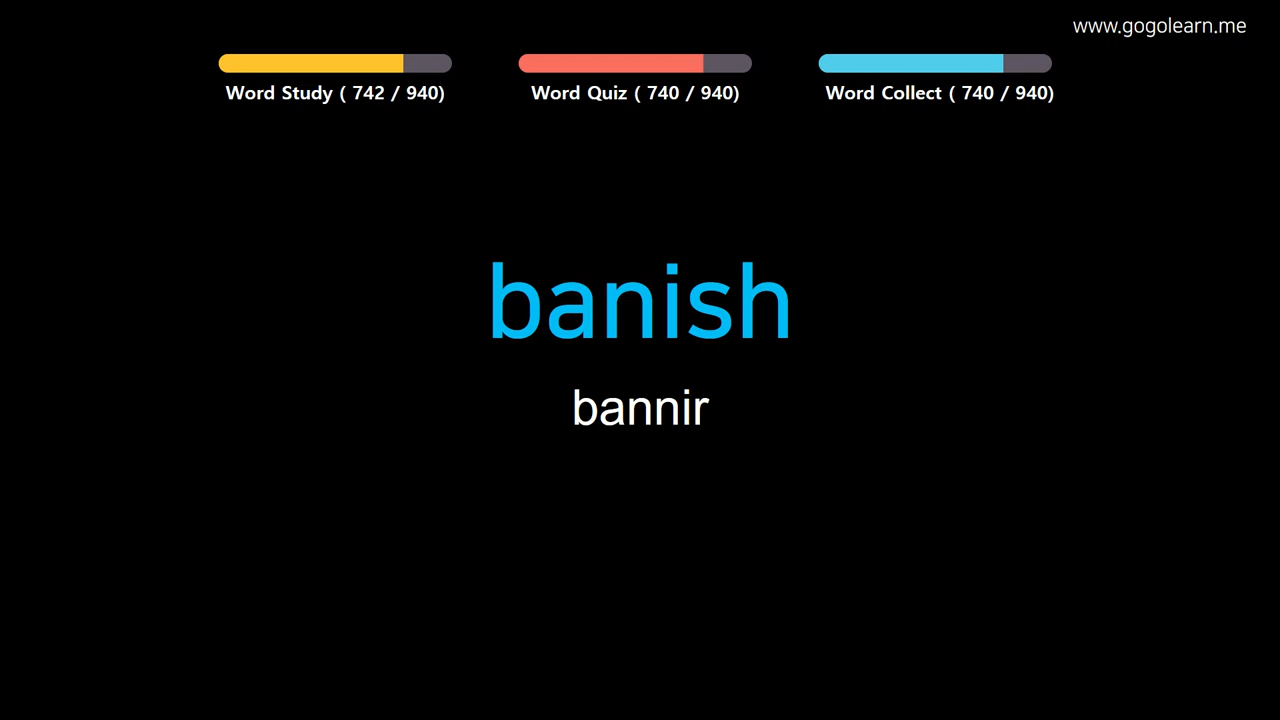 www.gogolearn.me
Word Study ( 742 / 940)
Word Quiz ( 740 / 940)
Word Collect ( 740 / 940)
banish
bannir